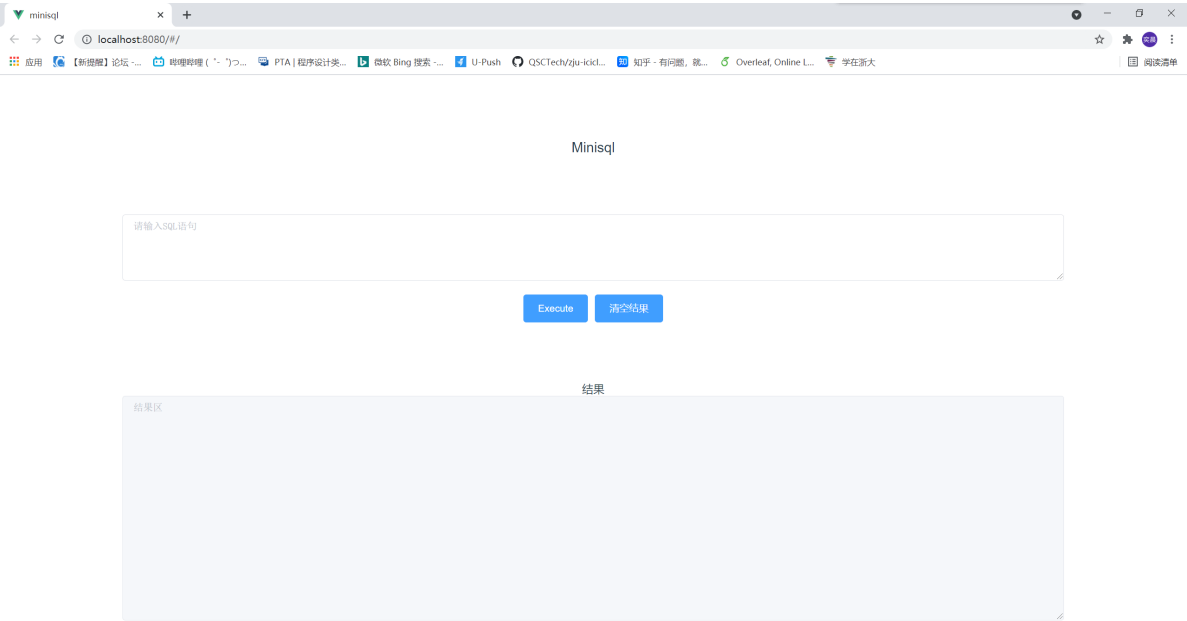 minisql
localhost:8080/#/
应用 【新提醒】论坛 -... 哔哩哔哩 ( ゜- ゜)つ... PTA | 程序设计类... 微软 Bing 搜索 -... U-Push QSCTech/zju-icicl... 知乎 - 有问题，就... Overleaf, Online L... 学在浙大 阅读清单
Minisql
请输入SQL语句
Execute 清空结果
结果
结果区